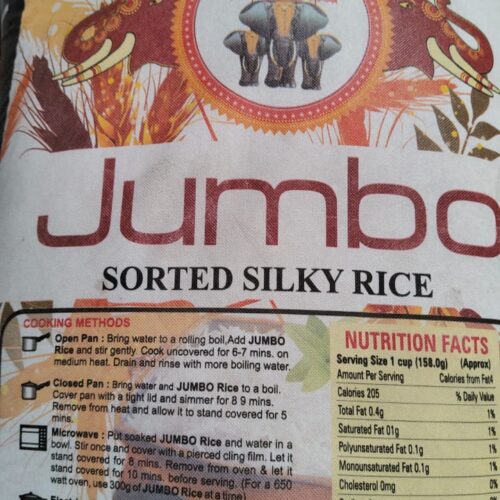 Jumbo
SORTED SILKY RICE
COOKING METHODS
Open Pan : Bring water to a rolling boil,Add JUMBO
Rice and stir gently. Cook uncovered for 6-7 mins. on
medium heat. Drain and rinse with more boiling water.
Closed Pan : Bring water and JUMBO Rice to a boil.
Cover pan with a tight lid and simmer for 8 9 mins.
Remove from heat and allow it to stand covered for 5
mins.
Microwave : Put soaked JUMBO Rice and water in a
bowl. Stir once and cover with a pierced cling film. Let it
stand covered for 8 mins. Remove from oven & let it
stand covered for 10 mins. before serving. (For a 650
watt oven, use 300g of JUMBO Rice at a time)
NUTRITION FACTS
Serving Size 1 cup (158.0g) (Approx)
Amount Per Serving Calories from Fat
Calories 205 % Daily Value
Total Fat 0.4g 1%
Saturated Fat 01g 1%
Polyunsaturated Fat 0.1g 1%
Monounsaturated Fat 0.1g 1%
Cholesterol 0mg